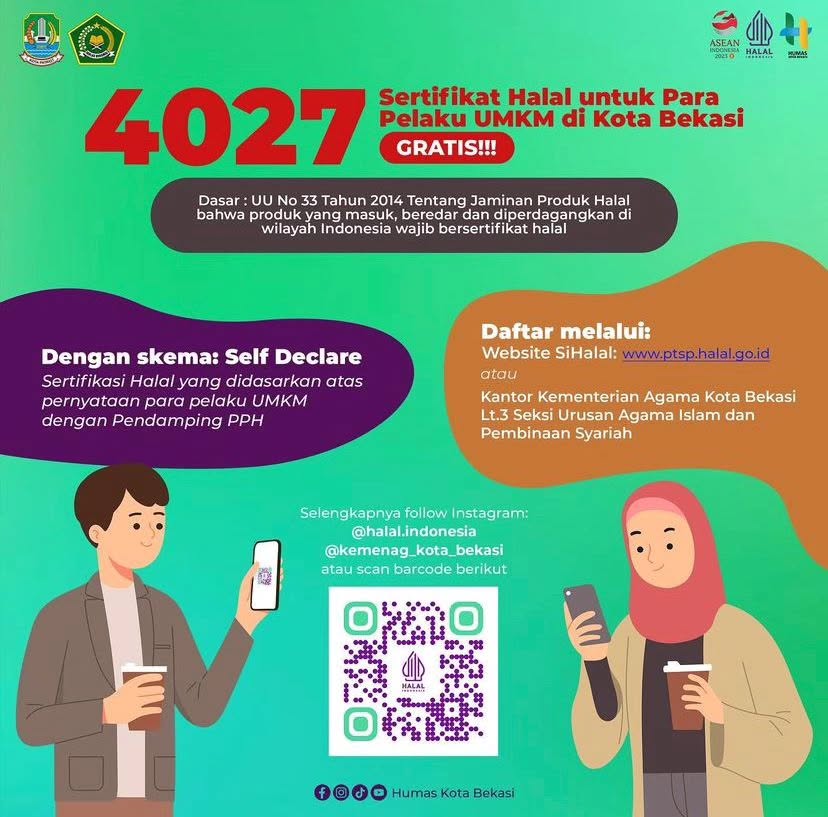 ASEAN
INDONESIA
2023
HALAL
INDONESIA
HUMAS
KOTA BEKASI
4027
Sertifikat Halal untuk Para
Pelaku UMKM di Kota Bekasi
GRATIS!!!
Dasar : UU No 33 Tahun 2014 Tentang Jaminan Produk Halal
bahwa produk yang masuk, beredar dan diperdagangkan di
wilayah Indonesia wajib bersertifikat halal
Dengan skema: Self Declare
Sertifikasi Halal yang didasarkan atas
pernyataan para pelaku UMKM
dengan Pendamping PPH
Daftar melalui:
Website SiHalal: www.ptsp.halal.go.id
atau
Kantor Kementerian Agama Kota Bekasi
Lt.3 Seksi Urusan Agama Islam dan
Pembinaan Syariah
Selengkapnya follow Instagram:
@halal.indonesia
@kemenag_kota_bekasi
atau scan barcode berikut
HALAL
INDONESIA
Humas Kota Bekasi